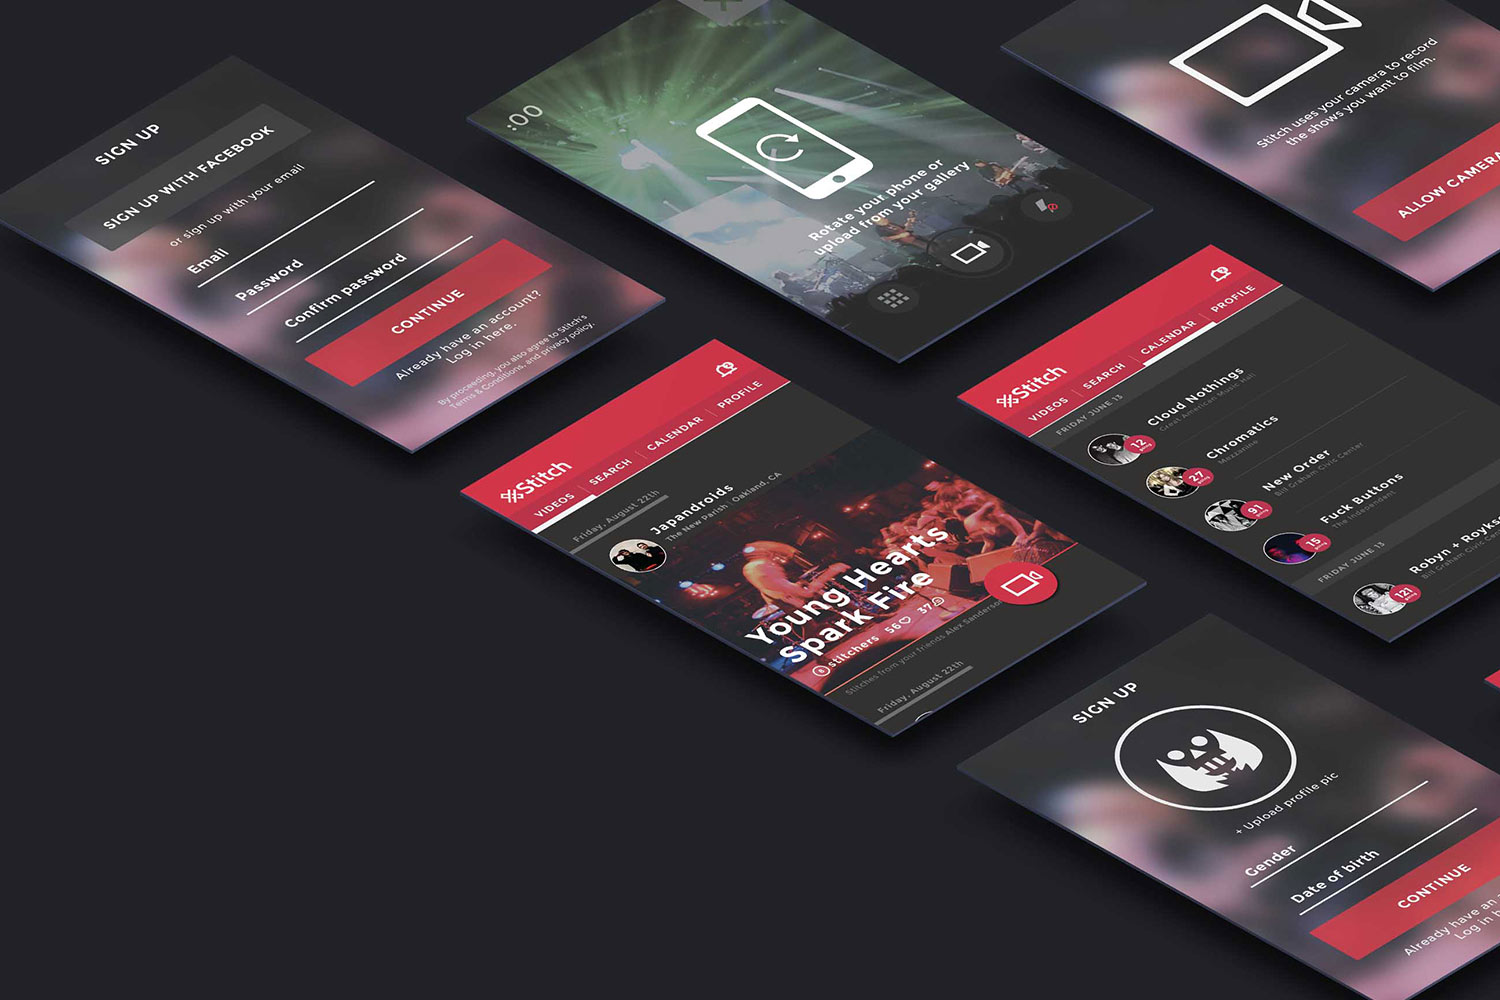 SIGN UP
SIGN UP WITH FACEBOOK
or sign up with your email
Email
Password
Confirm password
CONTINUE
Already have an account?
Log in here.
By proceeding, you also agree to Stitch's
Terms & Conditions, and privacy policy.
:00
Rotate your phone or
upload from your gallery
Stitch uses your camera to record
the shows you want to film.
ALLOW CAMERA
Stitch
VIDEOS SEARCH CALENDAR PROFILE
Friday, August 22th
Japandroids
The New Parish · Oakland, CA
Young Hearts
Spark Fire
8 stitchers 56 37
Stitches from your friends Alex Sanderson
Friday, August 22th
Stitch
VIDEOS SEARCH CALENDAR PROFILE
FRIDAY JUNE 13
12
Cloud Nothings
Great American Music Hall
27
Chromatics
Mezzanine
91
New Order
Bill Graham Civic Center
15
Fuck Buttons
The Independent
FRIDAY JUNE 13
121
Robyn + Royks
Bill Graham Civic
SIGN UP
+ Upload profile pic
Gender
Date of birth
CONTINUE
Already have an
Log in